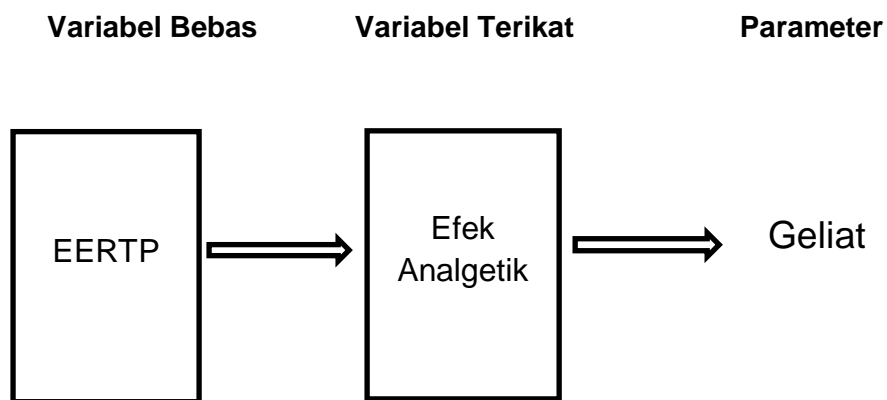 Variabel Bebas Variabel Terikat Parameter
EERTP
Efek
Analgetik
Geliat